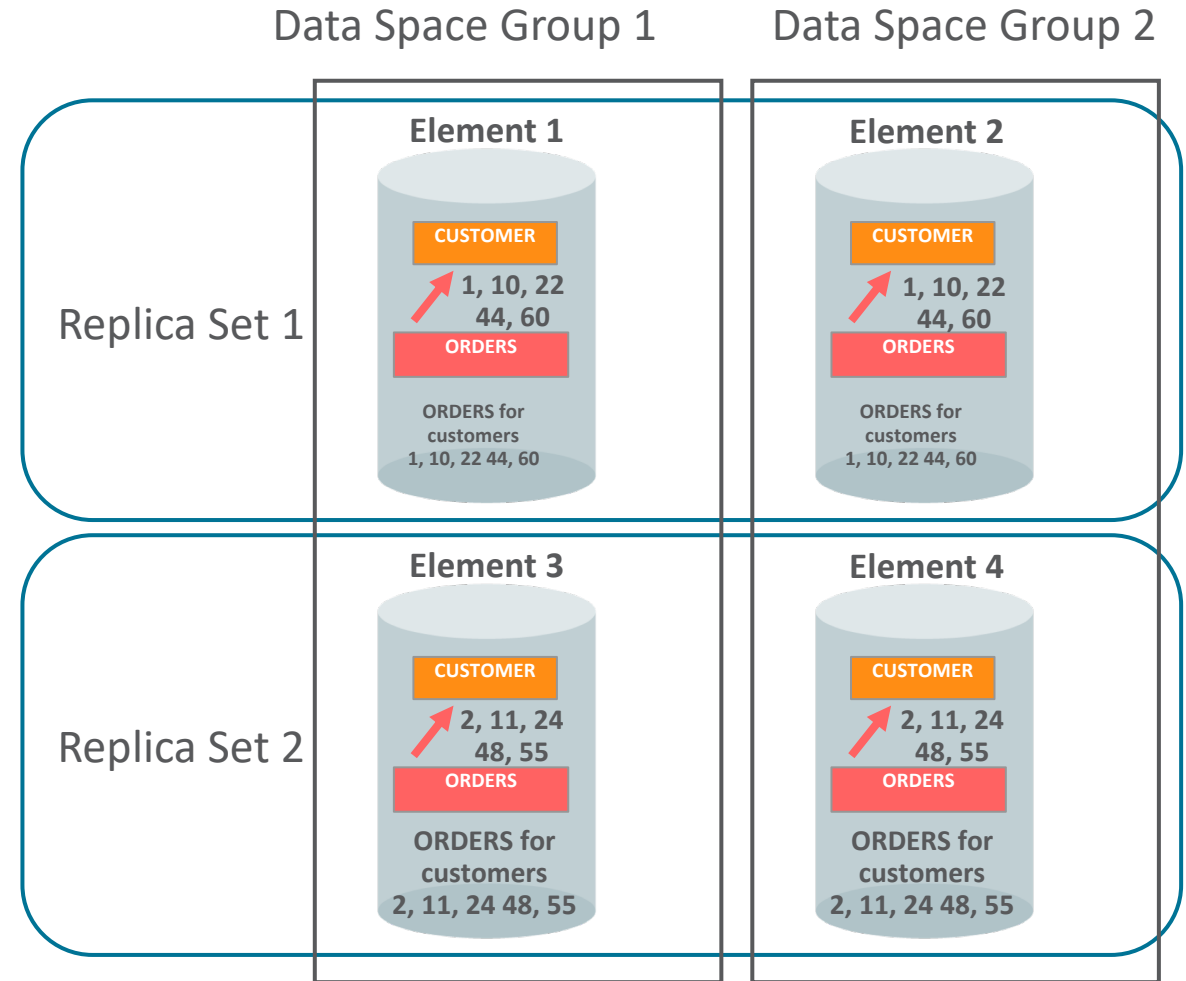 Data Space Group 1
Data Space Group 2
Replica Set 1
Element 1
CUSTOMER
1, 10, 22
44, 60
ORDERS
ORDERS for
customers
1, 10, 22 44, 60
Element 2
CUSTOMER
1, 10, 22
44, 60
ORDERS
ORDERS for
customers
1, 10, 22 44, 60
Replica Set 2
Element 3
CUSTOMER
2, 11, 24
48, 55
ORDERS
ORDERS for
customers
2, 11, 24 48, 55
Element 4
CUSTOMER
2, 11, 24
48, 55
ORDERS
ORDERS for
customers
2, 11, 24 48, 55